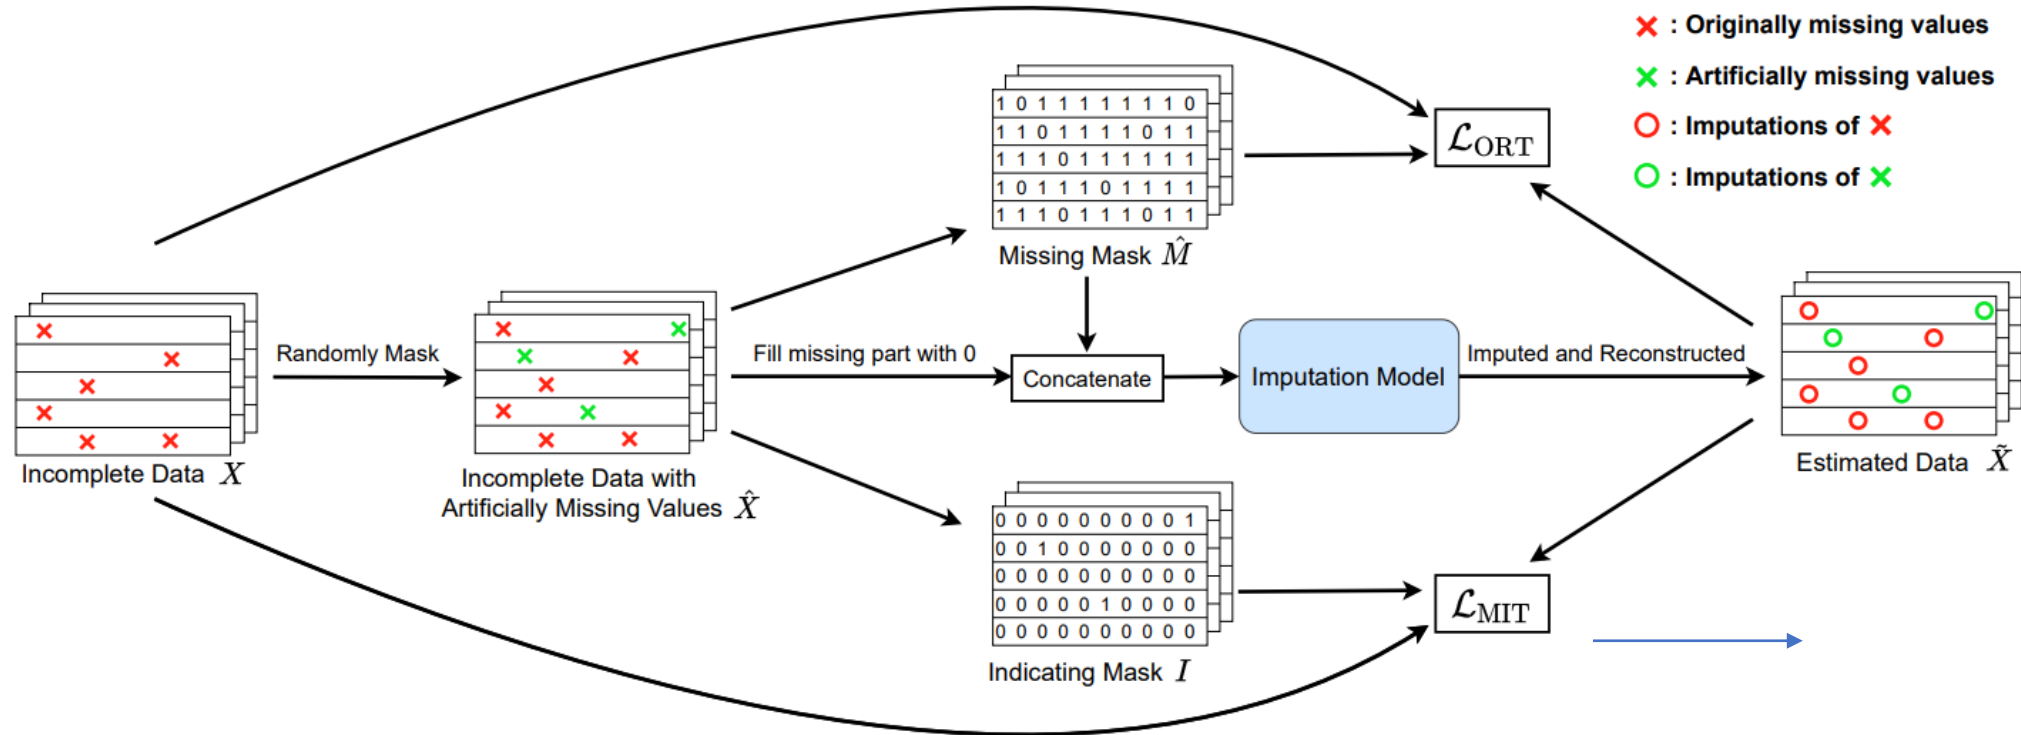 × : Originally missing values
× : Artificially missing values
○ : Imputations of ×
○ : Imputations of ×
1 0 1 1 1 1 1 1 1 0
1 1 0 1 1 1 1 0 1 1
1 1 1 0 1 1 1 1 1 1
1 0 1 1 1 0 1 1 1 1
1 1 1 0 1 1 1 0 1 1
Missing Mask M̂
ℒORT
Incomplete Data X
Randomly Mask
Incomplete Data with
Artificially Missing Values X̂
Fill missing part with 0
Concatenate
Imputation Model
Imputed and Reconstructed
Estimated Data X̃
0 0 0 0 0 0 0 0 0 1
0 0 1 0 0 0 0 0 0 0
0 0 0 0 0 0 0 0 0 0
0 0 0 0 0 1 0 0 0 0
0 0 0 0 0 0 0 0 0 0
Indicating Mask I
ℒMIT